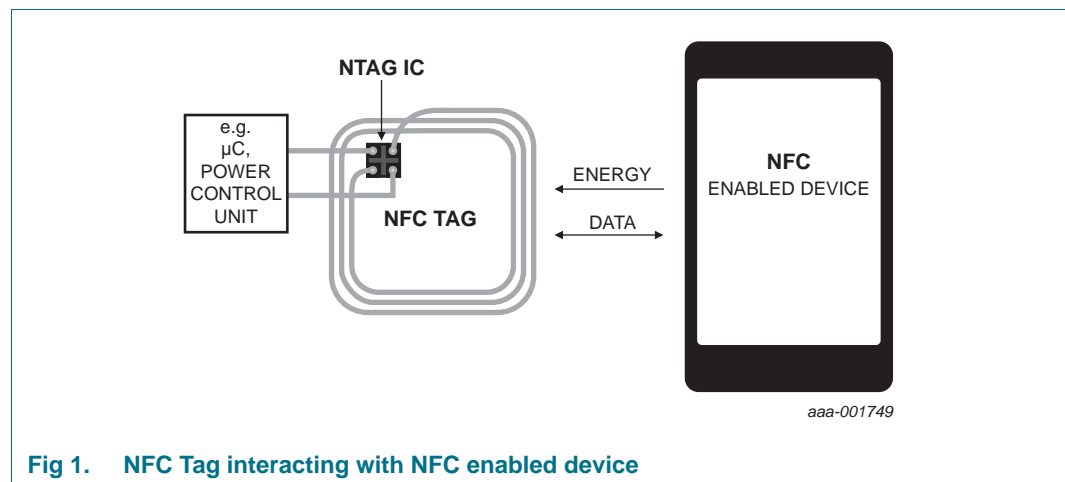 NTAG IC
e.g.
µC,
POWER
CONTROL
UNIT
NFC TAG
ENERGY
DATA
NFC
ENABLED DEVICE
aaa-001749
Fig 1. NFC Tag interacting with NFC enabled device